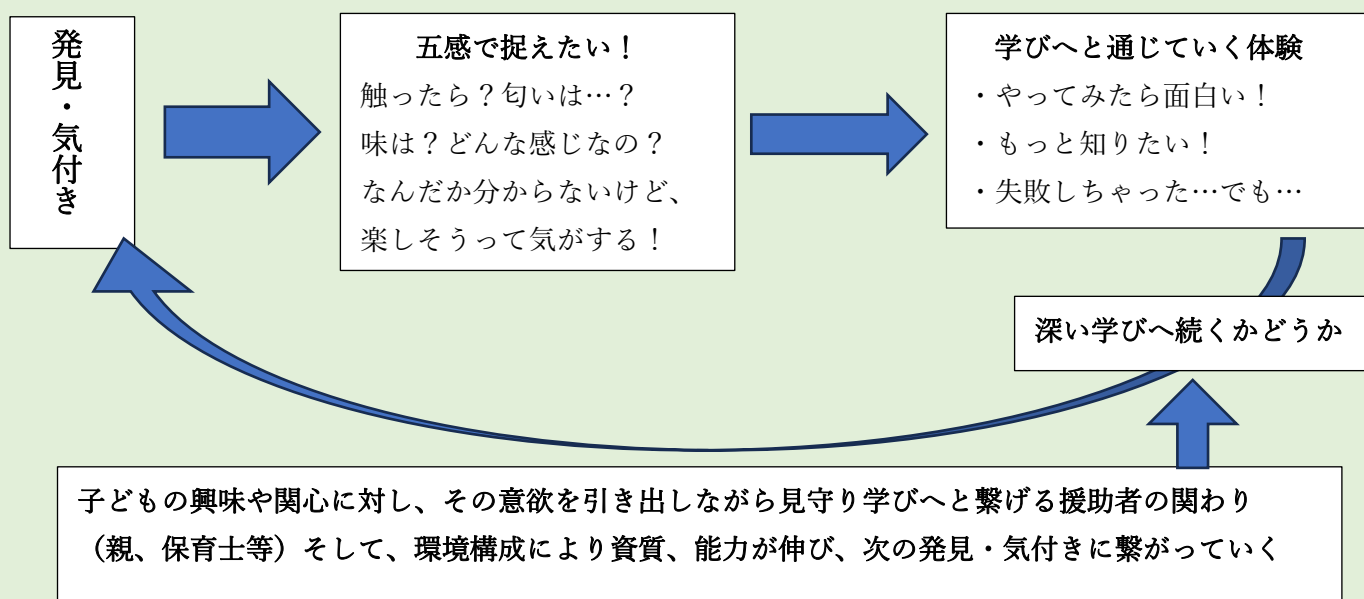 発見・気付き
五感で捉えたい！
触ったら？匂いは…？
味は？どんな感じなの？
なんだか分からないけど、
楽しそうって気がする！
学びへと通じていく体験
・やってみたら面白い！
・もっと知りたい！
・失敗しちゃった…でも…
深い学びへ続くかどうか
子どもの興味や関心に対し、その意欲を引き出しながら見守り学びへと繋げる援助者の関わり
（親、保育士等）そして、環境構成により資質、能力が伸び、次の発見・気付きに繋がっていく